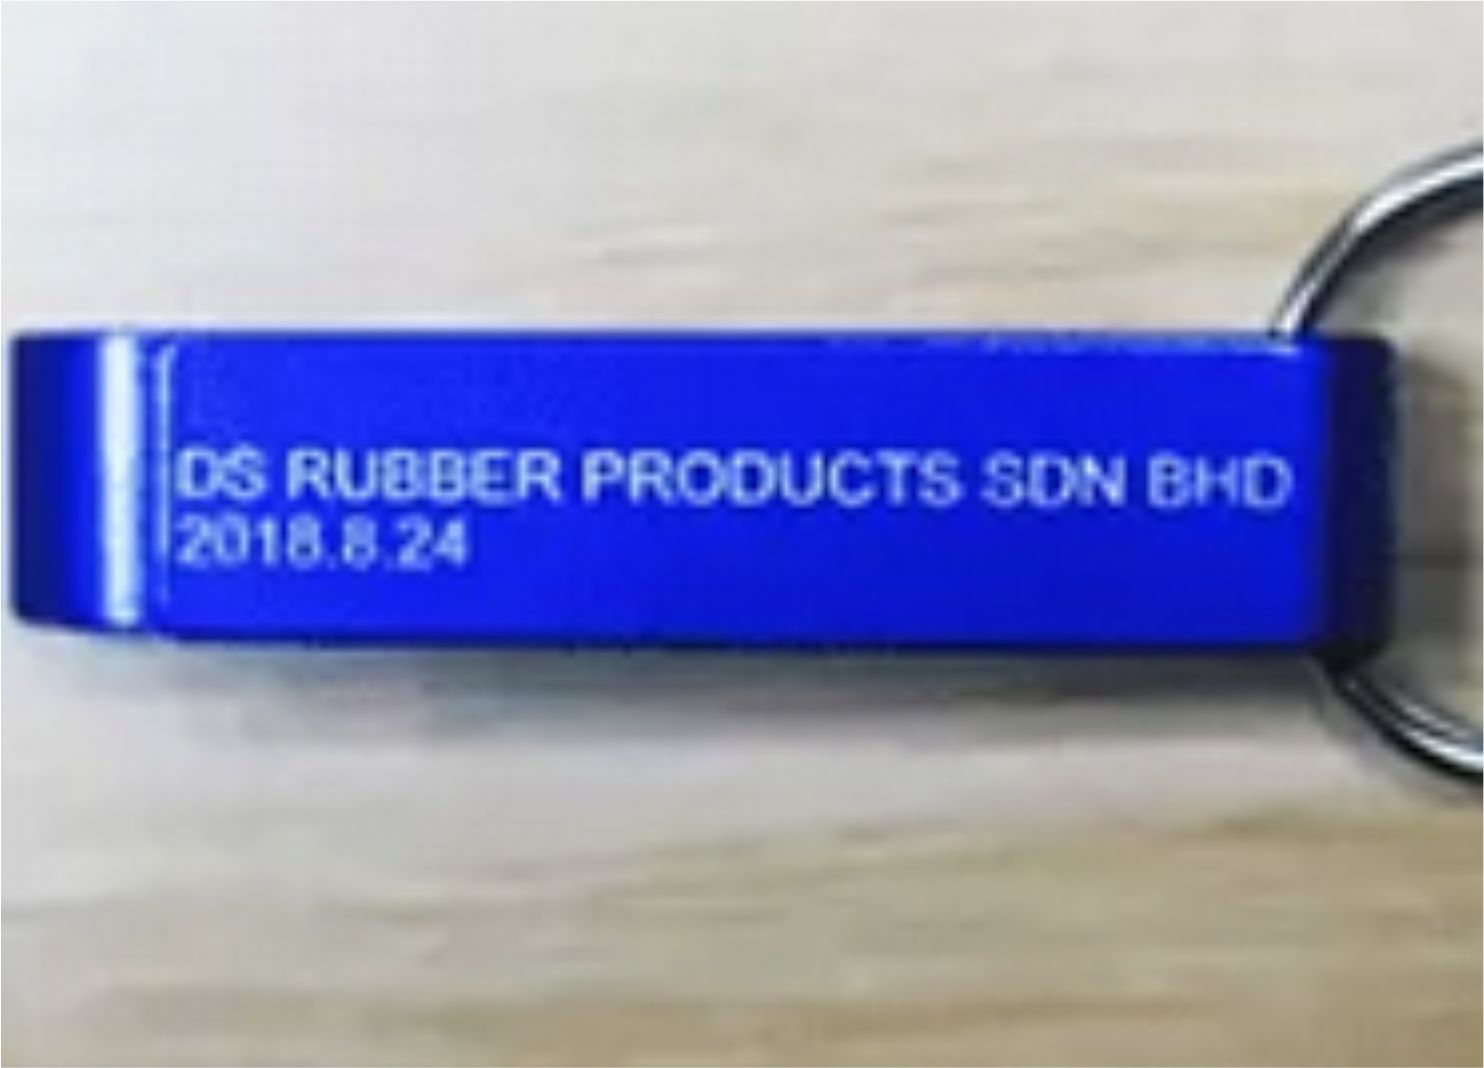 DS RUBBER PRODUCTS SDN BHD
2018.8.24